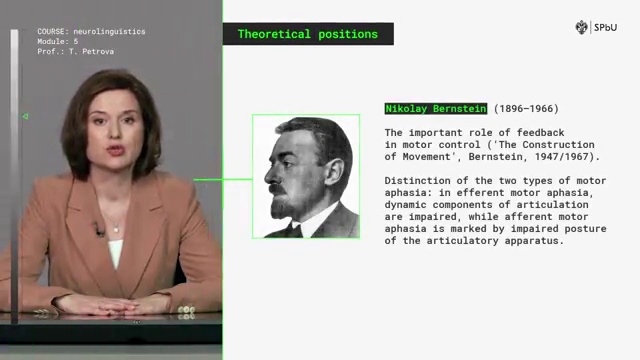 COURSE: neurolinguistics
Module: 5
Prof.: T. Petrova
Theoretical positions
SPbU
Nikolay Bernstein (1896–1966)
The important role of feedback
in motor control ('The Construction
of Movement', Bernstein, 1947/1967).
Distinction of the two types of motor
aphasia: in efferent motor aphasia,
dynamic components of articulation
are impaired, while afferent motor
aphasia is marked by impaired posture
of the articulatory apparatus.